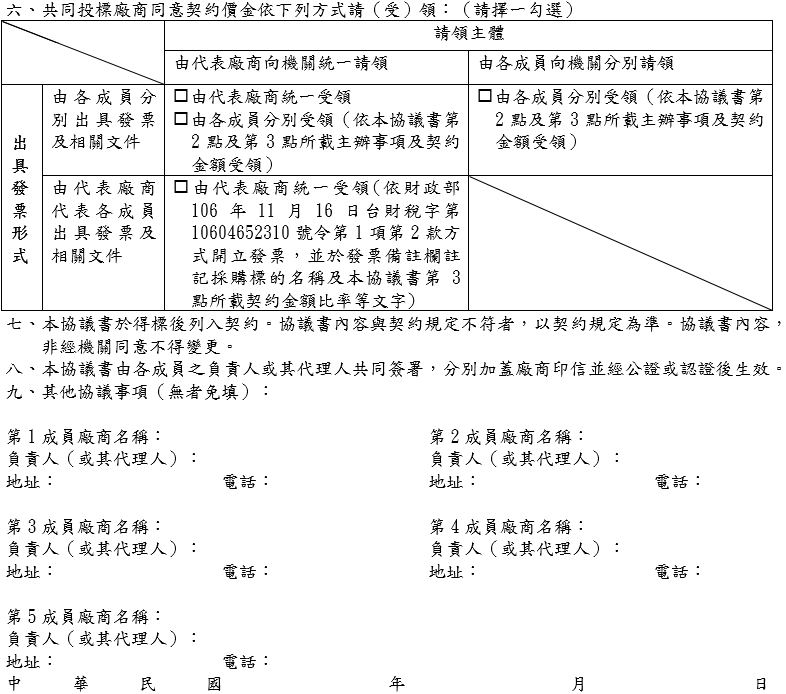 六、共同投標廠商同意契約價金依下列方式請（受）領：（請擇一勾選）
請領主體
由代表廠商向機關統一請領
由各成員向機關分別請領
出具發票形式
由各成員分
別出具發票
及相關文件
□由代表廠商統一受領
□由各成員分別受領（依本協議書第
2 點及第 3 點所載主辦事項及契約
金額受領）
□由各成員分別受領（依本協議書第
2 點及第 3 點所載主辦事項及契約
金額受領）
由代表廠商
代表各成員
出具發票及
相關文件
□由代表廠商統一受領(依財政部
106 年 11 月 16 日台財稅字第
10604652310 號令第 1 項第 2 款方
式開立發票，並於發票備註欄註
記採購標的名稱及本協議書第 3
點所載契約金額比率等文字)
七、本協議書於得標後列入契約。協議書內容與契約規定不符者，以契約規定為準。協議書內容，
非經機關同意不得變更。
八、本協議書由各成員之負責人或其代理人共同簽署，分別加蓋廠商印信並經公證或認證後生效。
九、其他協議事項（無者免填）：
第 1 成員廠商名稱： 第 2 成員廠商名稱：
負責人（或其代理人）： 負責人（或其代理人）：
地址： 電話： 地址： 電話：
第 3 成員廠商名稱： 第 4 成員廠商名稱：
負責人（或其代理人）： 負責人（或其代理人）：
地址： 電話： 地址： 電話：
第 5 成員廠商名稱：
負責人（或其代理人）：
地址： 電話：
中 華 民 國 年 月 日